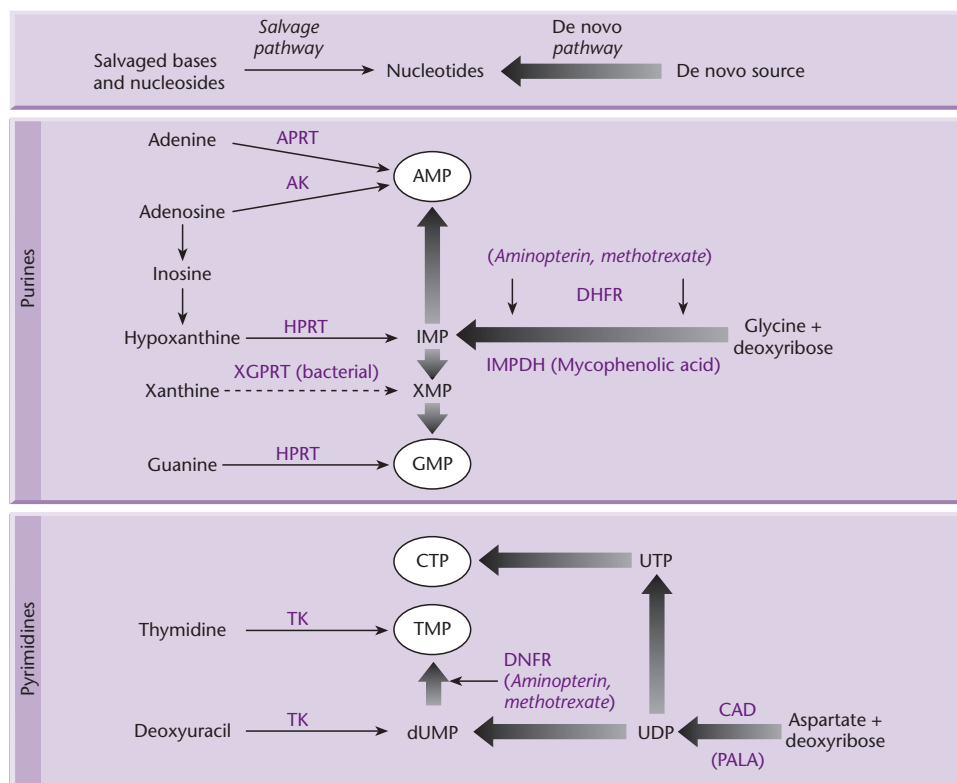 Salvage
pathway
De novo
pathway
Salvaged bases
and nucleosides
Nucleotides
De novo source
Purines
Adenine
APRT
AMP
AK
Adenosine
Inosine
(Aminopterin, methotrexate)
DHFR
Hypoxanthine
HPRT
IMP
Glycine +
deoxyribose
IMPDH (Mycophenolic acid)
XGPRT (bacterial)
Xanthine
XMP
Guanine
HPRT
GMP
Pyrimidines
CTP
UTP
Thymidine
TK
TMP
DNFR
(Aminopterin,
methotrexate)
Deoxyuracil
TK
dUMP
UDP
CAD
(PALA)
Aspartate +
deoxyribose